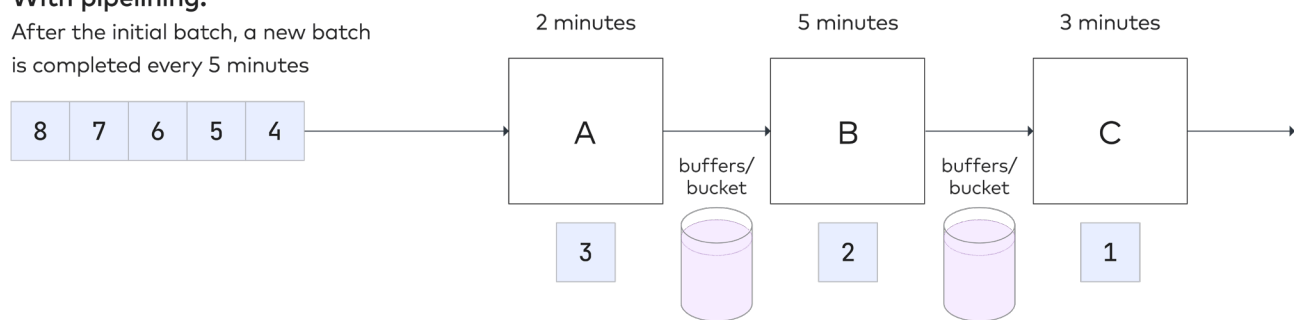 With pipelining:
After the initial batch, a new batch
is completed every 5 minutes
2 minutes
5 minutes
3 minutes
8 7 6 5 4
A
B
C
buffers/
bucket
buffers/
bucket
3
2
1